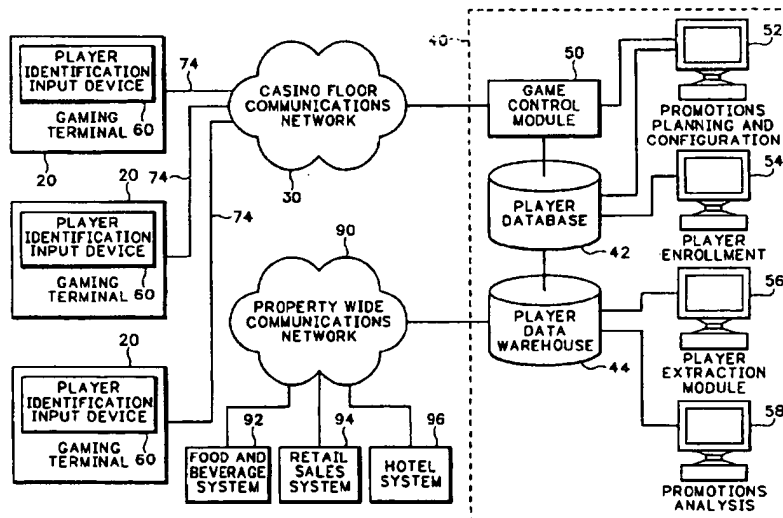 PLAYER
IDENTIFICATION
INPUT DEVICE
60
GAMING TERMINAL
20
74
20
PLAYER
IDENTIFICATION
INPUT DEVICE
60
GAMING TERMINAL
74
74
20
PLAYER
IDENTIFICATION
INPUT DEVICE
60
GAMING TERMINAL
CASINO FLOOR
COMMUNICATIONS
NETWORK
30
90
PROPERTY WIDE
COMMUNICATIONS
NETWORK
92
FOOD AND
BEVERAGE
SYSTEM
94
RETAIL
SALES
SYSTEM
96
HOTEL
SYSTEM
40
50
GAME
CONTROL
MODULE
PLAYER
DATABASE
42
PLAYER
DATA
WAREHOUSE
44
52
PROMOTIONS
PLANNING AND
CONFIGURATION
54
PLAYER
ENROLLMENT
56
PLAYER
EXTRACTION
MODULE
58
PROMOTIONS
ANALYSIS